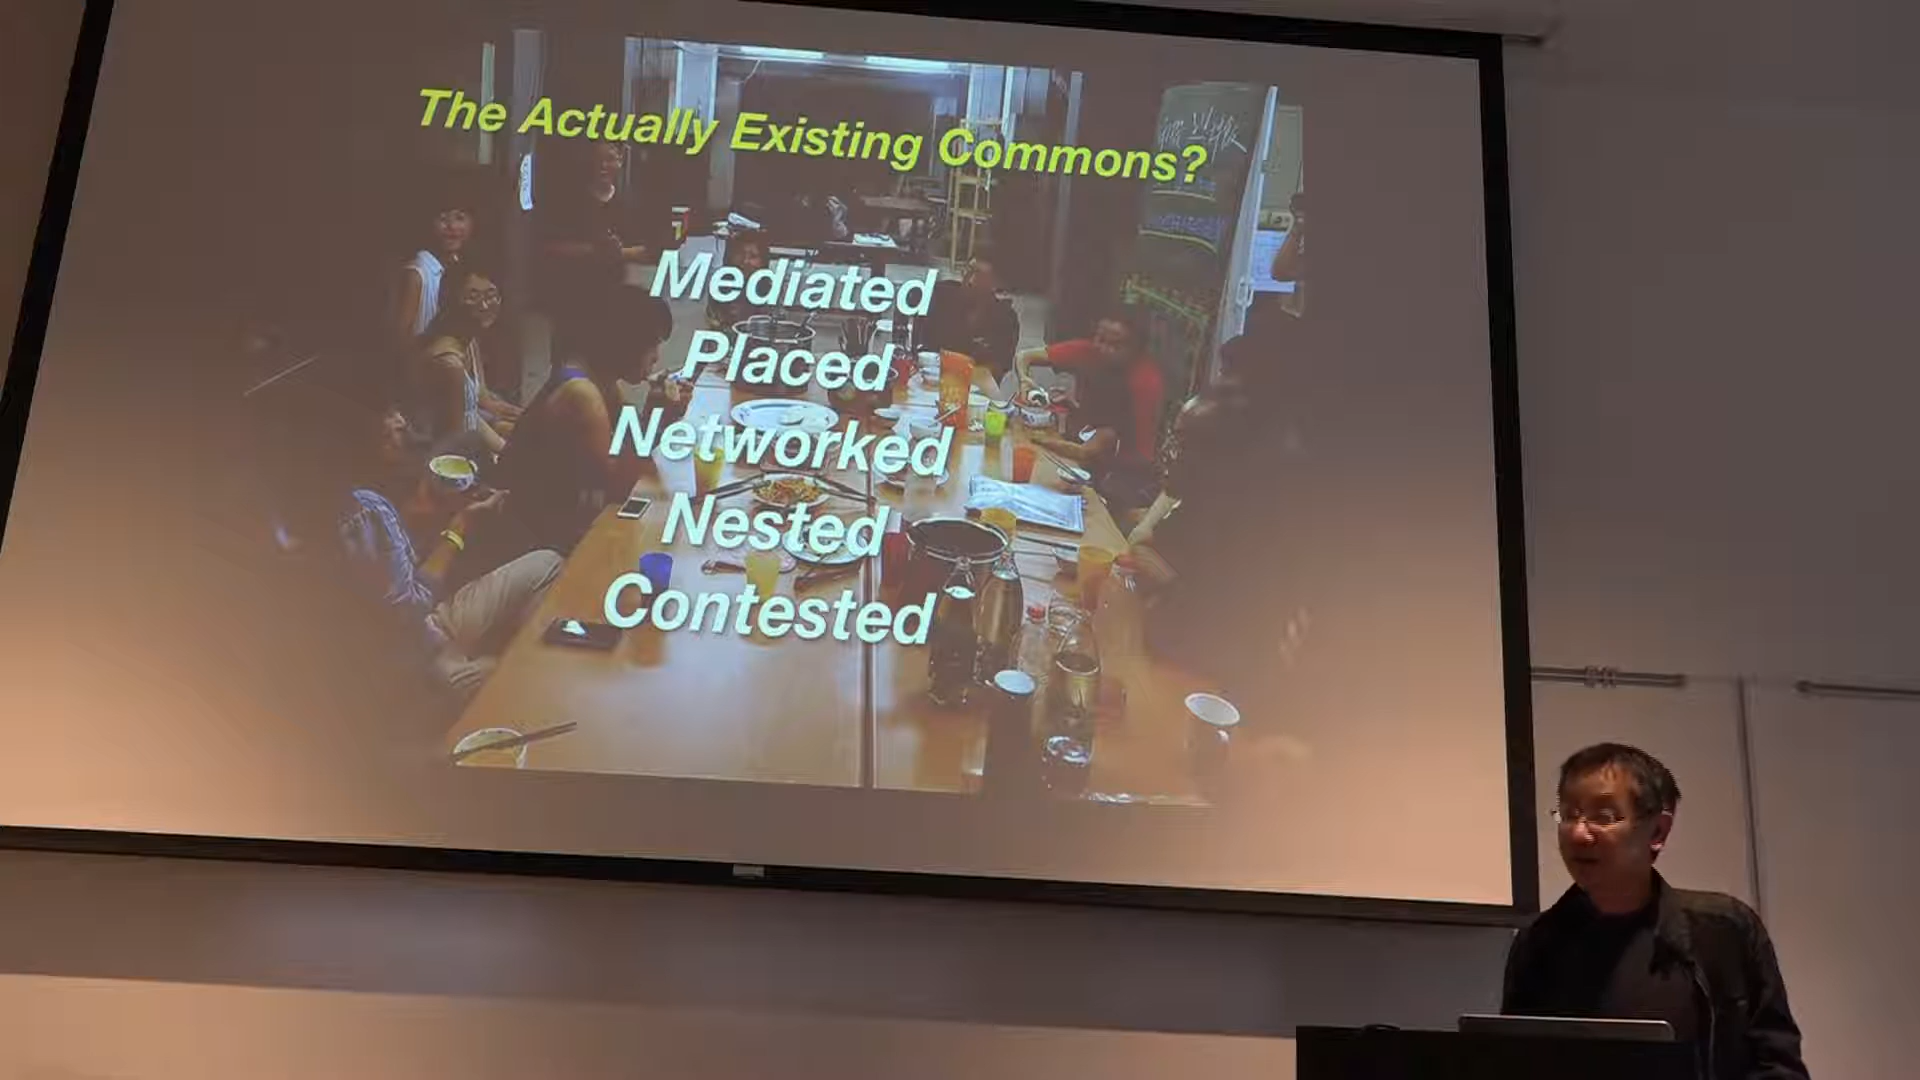 The Actually Existing Commons?
Mediated
Placed
Networked
Nested
Contested